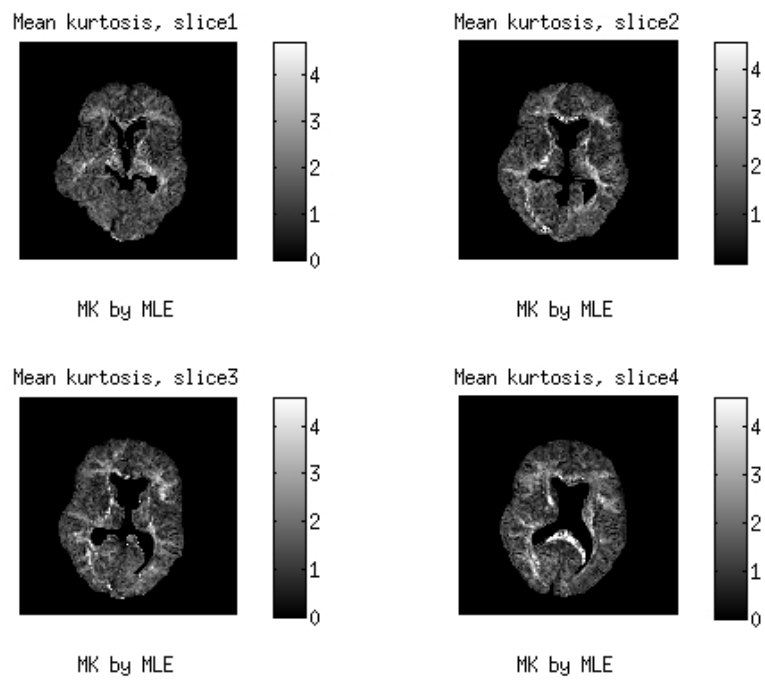 Mean kurtosis, slice1
4
3
2
1
0
MK by MLE
Mean kurtosis, slice2
4
3
2
1
MK by MLE
Mean kurtosis, slice3
4
3
2
1
0
MK by MLE
Mean kurtosis, slice4
4
3
2
1
0
MK by MLE